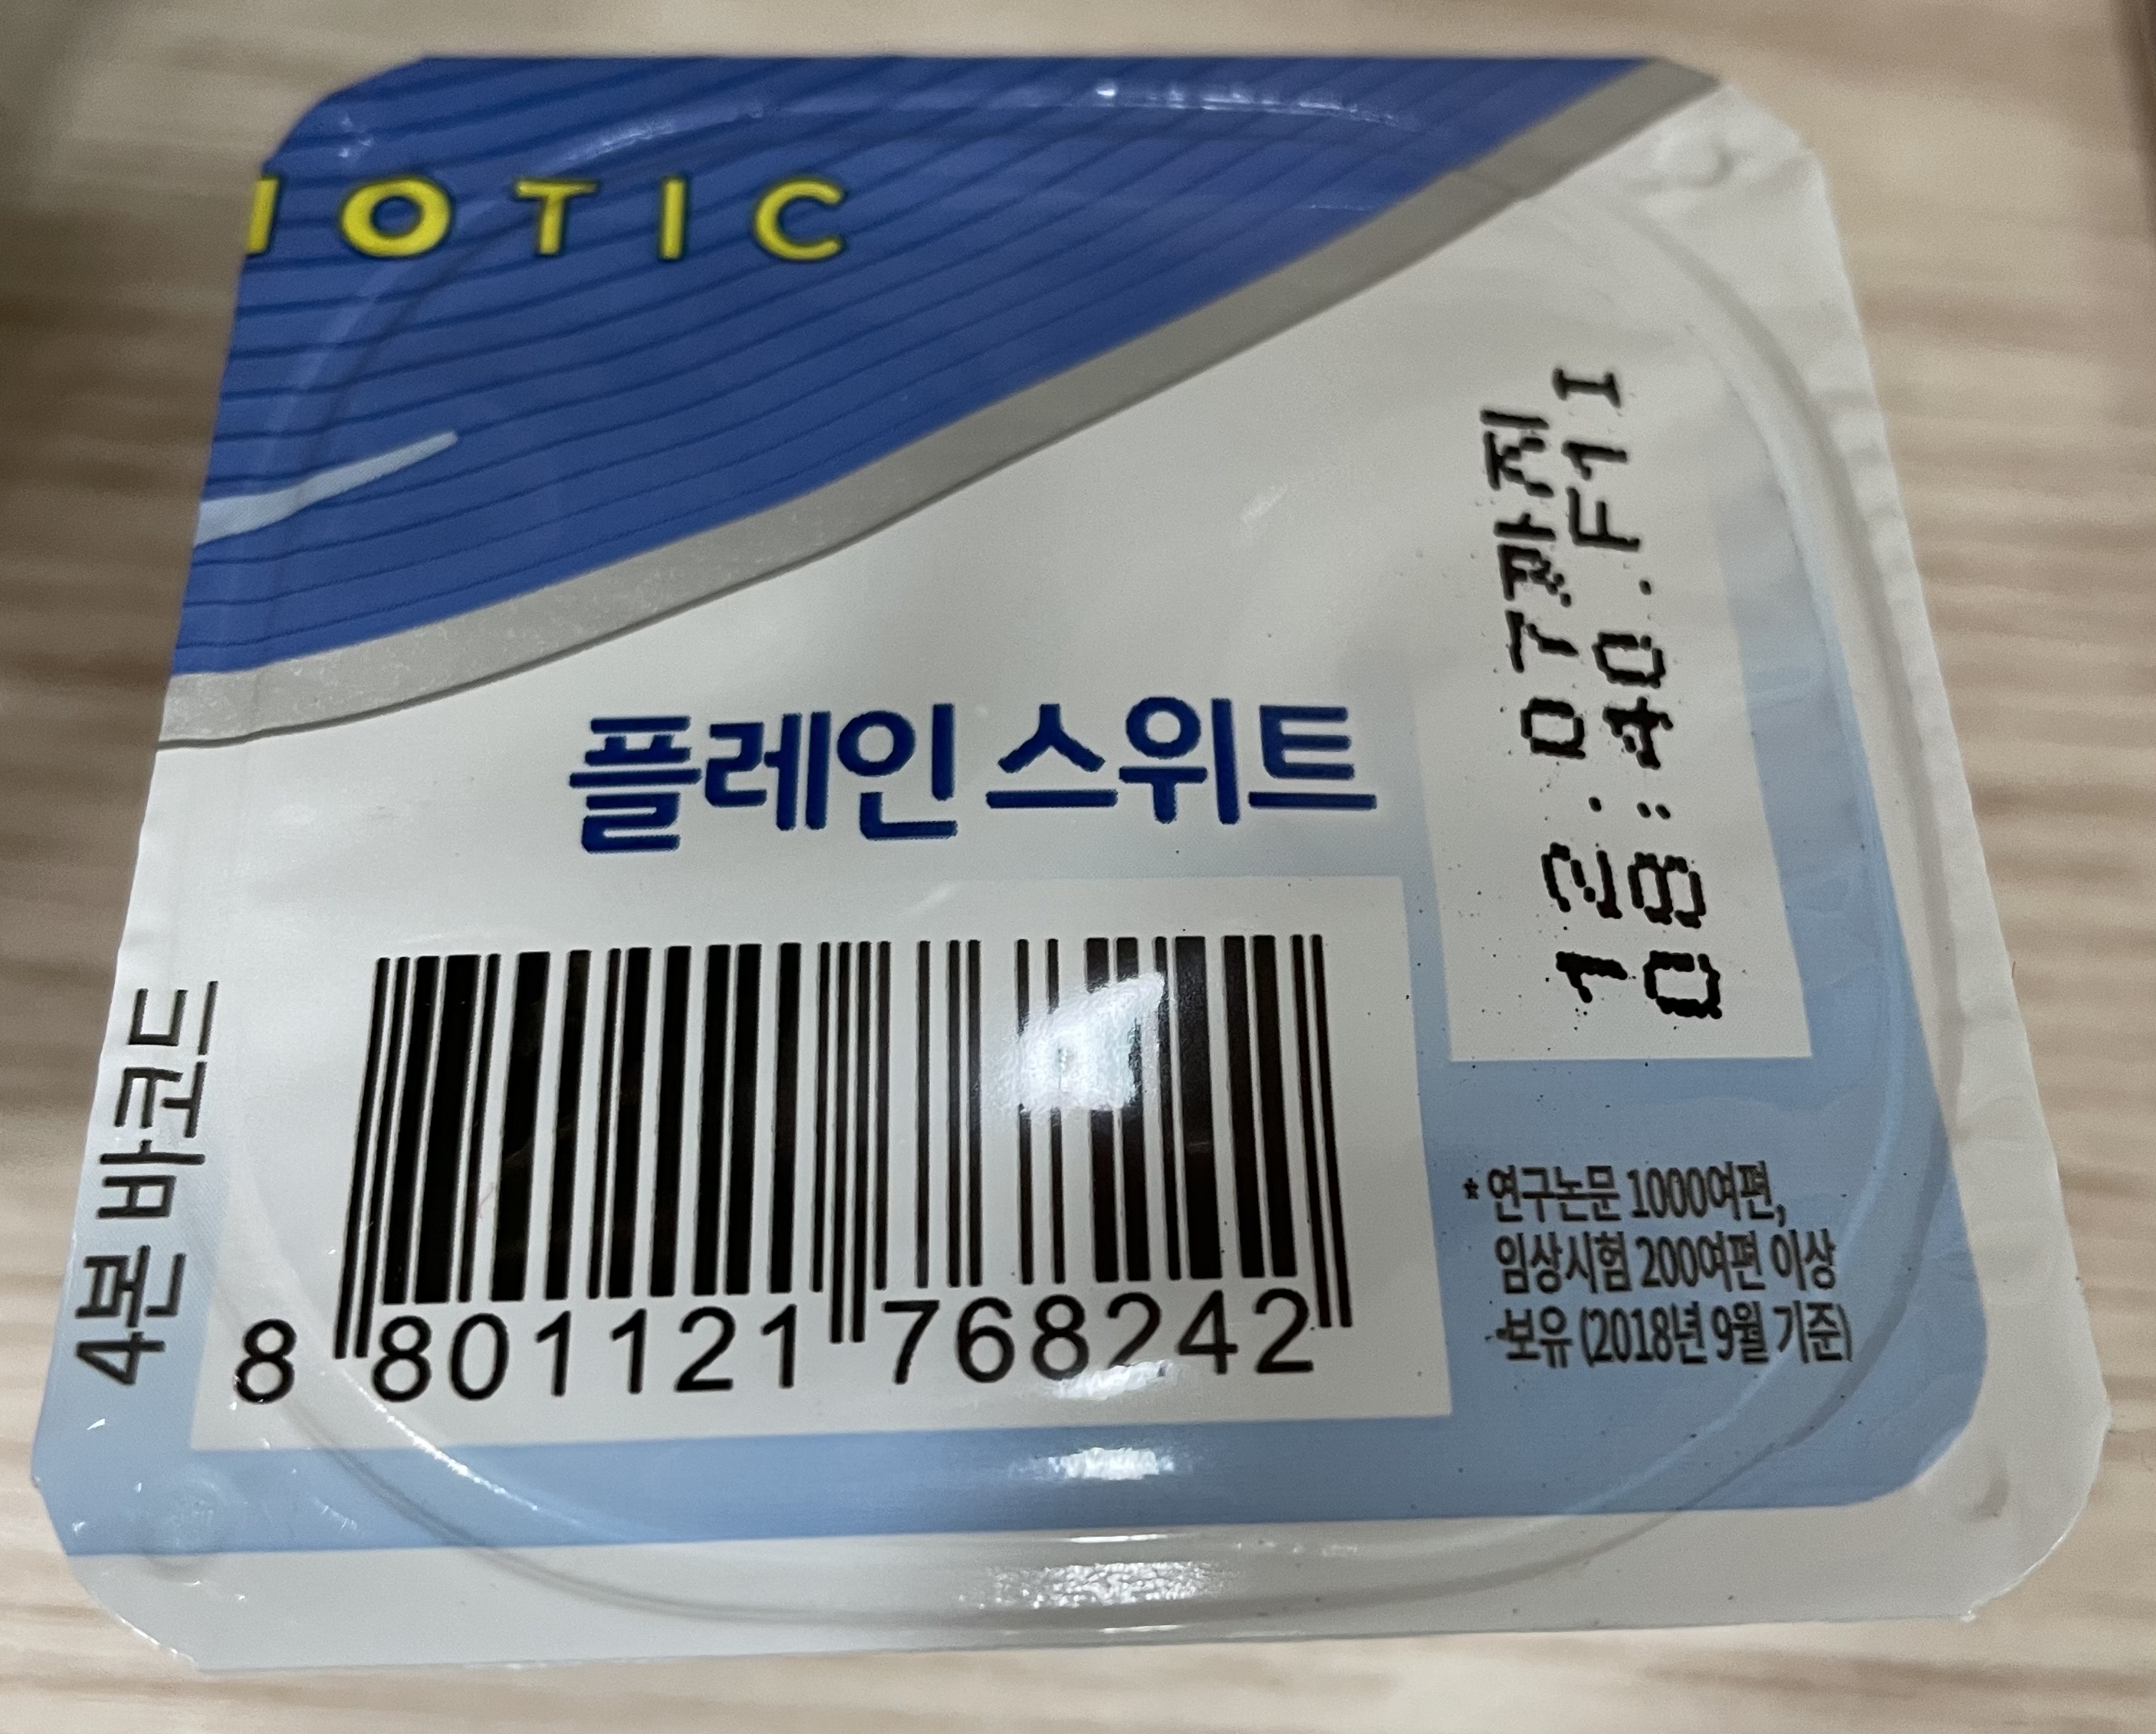 IOTIC
플레인 스위트
12.07까지
08:40.F1I
4본 바코드
8 801121 768242
* 연구논문 1000여편,
임상시험 200여편 이상
보유 (2018년 9월 기준)